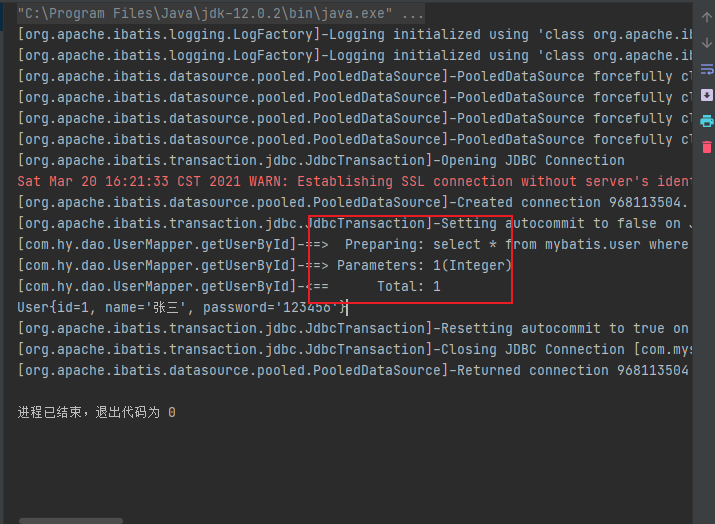 "C:\Program Files\Java\jdk-12.0.2\bin\java.exe" ...
[org.apache.ibatis.logging.LogFactory]-Logging initialized using 'class org.apache.ib
[org.apache.ibatis.logging.LogFactory]-Logging initialized using 'class org.apache.ib
[org.apache.ibatis.datasource.pooled.PooledDataSource]-PooledDataSource forcefully cl
[org.apache.ibatis.datasource.pooled.PooledDataSource]-PooledDataSource forcefully cl
[org.apache.ibatis.datasource.pooled.PooledDataSource]-PooledDataSource forcefully cl
[org.apache.ibatis.datasource.pooled.PooledDataSource]-PooledDataSource forcefully cl
[org.apache.ibatis.transaction.jdbc.JdbcTransaction]-Opening JDBC Connection
Sat Mar 20 16:21:33 CST 2021 WARN: Establishing SSL connection without server's ident
[org.apache.ibatis.datasource.pooled.PooledDataSource]-Created connection 968113504.
[org.apache.ibatis.transaction.jdbc.JdbcTransaction]-Setting autocommit to false on J
[com.hy.dao.UserMapper.getUserById]-==>  Preparing: select * from mybatis.user where
[com.hy.dao.UserMapper.getUserById]-==> Parameters: 1(Integer)
[com.hy.dao.UserMapper.getUserById]-<==      Total: 1
User{id=1, name='张三', password='123456'}
[org.apache.ibatis.transaction.jdbc.JdbcTransaction]-Resetting autocommit to true on
[org.apache.ibatis.transaction.jdbc.JdbcTransaction]-Closing JDBC Connection [com.mys
[org.apache.ibatis.datasource.pooled.PooledDataSource]-Returned connection 968113504
进程已结束，退出代码为 0